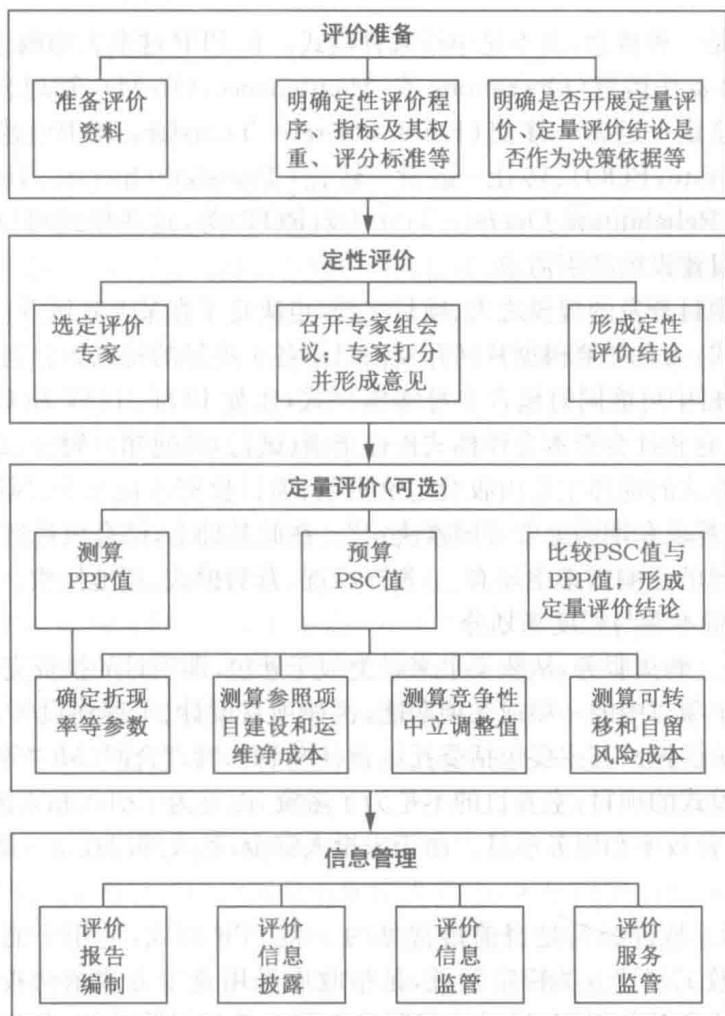 评价准备
准备评价
资料
明确定性评价程
序、指标及其权
重、评分标准等
明确是否开展定量评
价、定量评价结论是
否作为决策依据等
定性评价
选定评价
专家
召开专家组会
议；专家打分
并形成意见
形成定性
评价结论
定量评价(可选)
测算
PPP值
预算
PSC值
比较PSC值与
PPP值，形成
定量评价结论
确定折现
率等参数
测算参照项
目建设和运
维净成本
测算竞争性
中立调整值
测算可转
移和自留
风险成本
信息管理
评价
报告
编制
评价
信息
披露
评价
信息
监管
评价
服务
监管